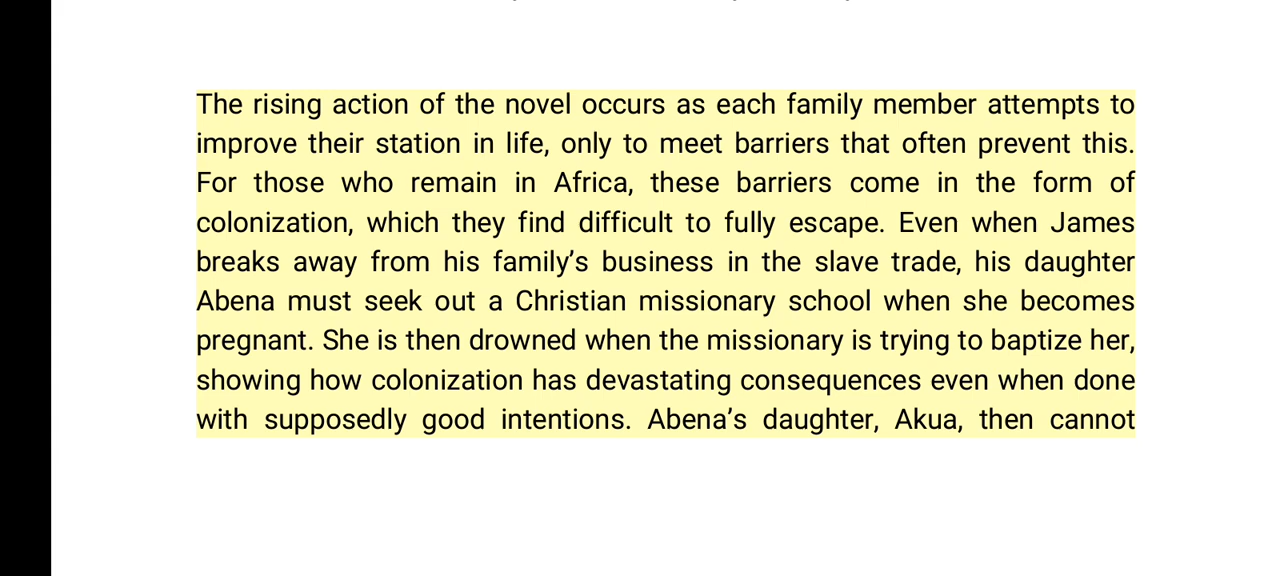 The rising action of the novel occurs as each family member attempts to
improve their station in life, only to meet barriers that often prevent this.
For those who remain in Africa, these barriers come in the form of
colonization, which they find difficult to fully escape. Even when James
breaks away from his family’s business in the slave trade, his daughter
Abena must seek out a Christian missionary school when she becomes
pregnant. She is then drowned when the missionary is trying to baptize her,
showing how colonization has devastating consequences even when done
with supposedly good intentions. Abena’s daughter, Akua, then cannot